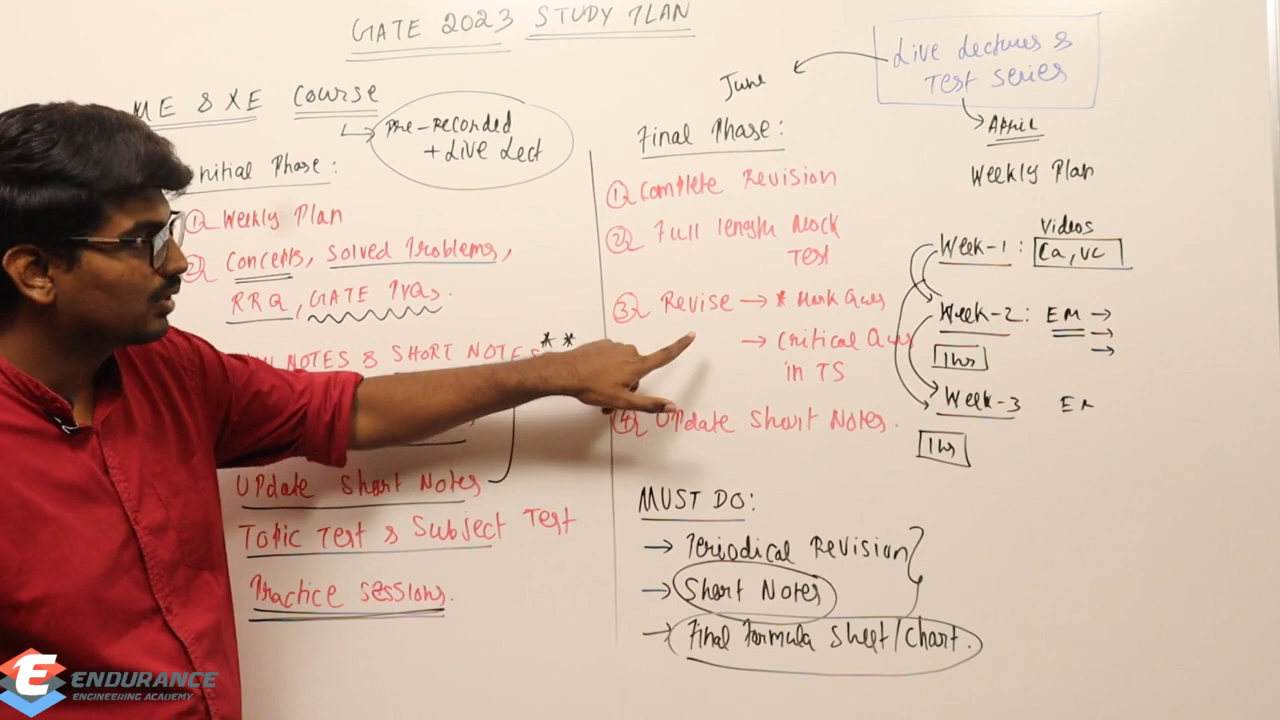 GATE 2023 STUDY PLAN
ME & XE Course
Pre-recorded
+ Live Lect
Initial Phase:
① Weekly Plan
② Concepts, Solved Problems,
RRQ, GATE PYQs.
NOTES & SHORT NOTES **
Update Short Notes
Topic Test & Subject Test
Practice Sessions.
Live Lectures &
Test Series
June
April
Final Phase:
① Complete Revision
② Full length Mock
Test
③ Revise → * Mark Ques
→ Critical Ques
in TS
④ Update Short Notes.
MUST DO:
→ Periodical Revision
→ Short Notes
→ Final Formula Sheet/Chart.
Weekly Plan
Videos
Week-1 : Ca, VC
Week-2 : EM →
→
→
1hr
Week-3 EM
1hr
E ENDURANCE
ENGINEERING ACADEMY